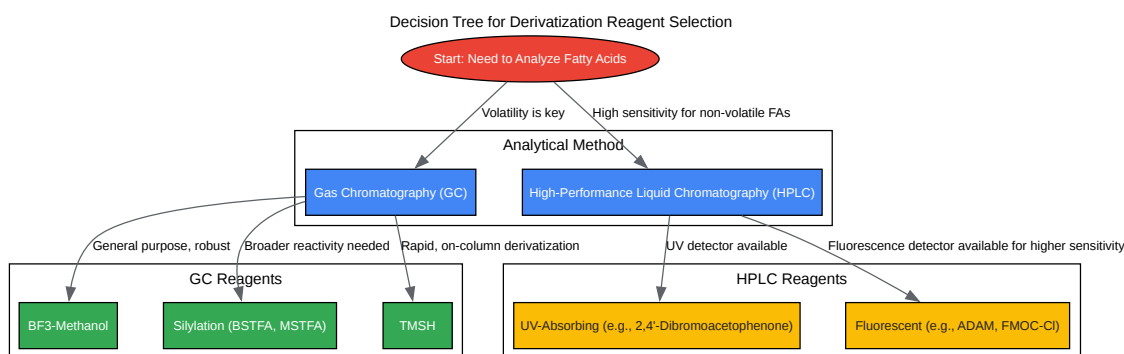 Decision Tree for Derivatization Reagent Selection
Start: Need to Analyze Fatty Acids
Volatility is key
High sensitivity for non-volatile FAs
Analytical Method
Gas Chromatography (GC)
High-Performance Liquid Chromatography (HPLC)
General purpose, robust
Broader reactivity needed
Rapid, on-column derivatization
UV detector available
Fluorescence detector available for higher sensitivity
GC Reagents
HPLC Reagents
BF3-Methanol
Silylation (BSTFA, MSTFA)
TMSH
UV-Absorbing (e.g., 2,4'-Dibromoacetophenone)
Fluorescent (e.g., ADAM, FMOC-Cl)